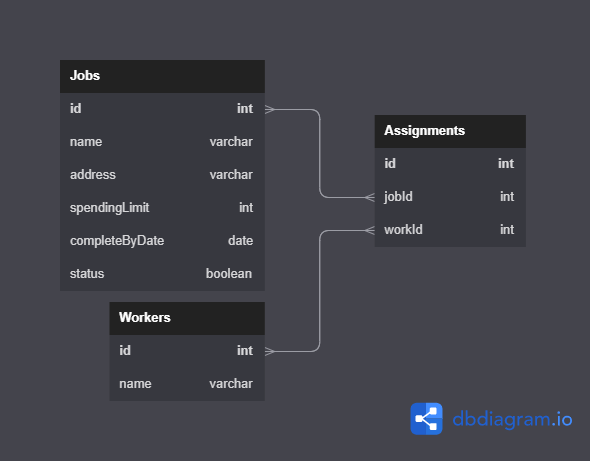 Jobs
id int
name varchar
address varchar
spendingLimit int
completeByDate date
status boolean
Workers
id int
name varchar
Assignments
id int
jobId int
workId int
dbdiagram.io